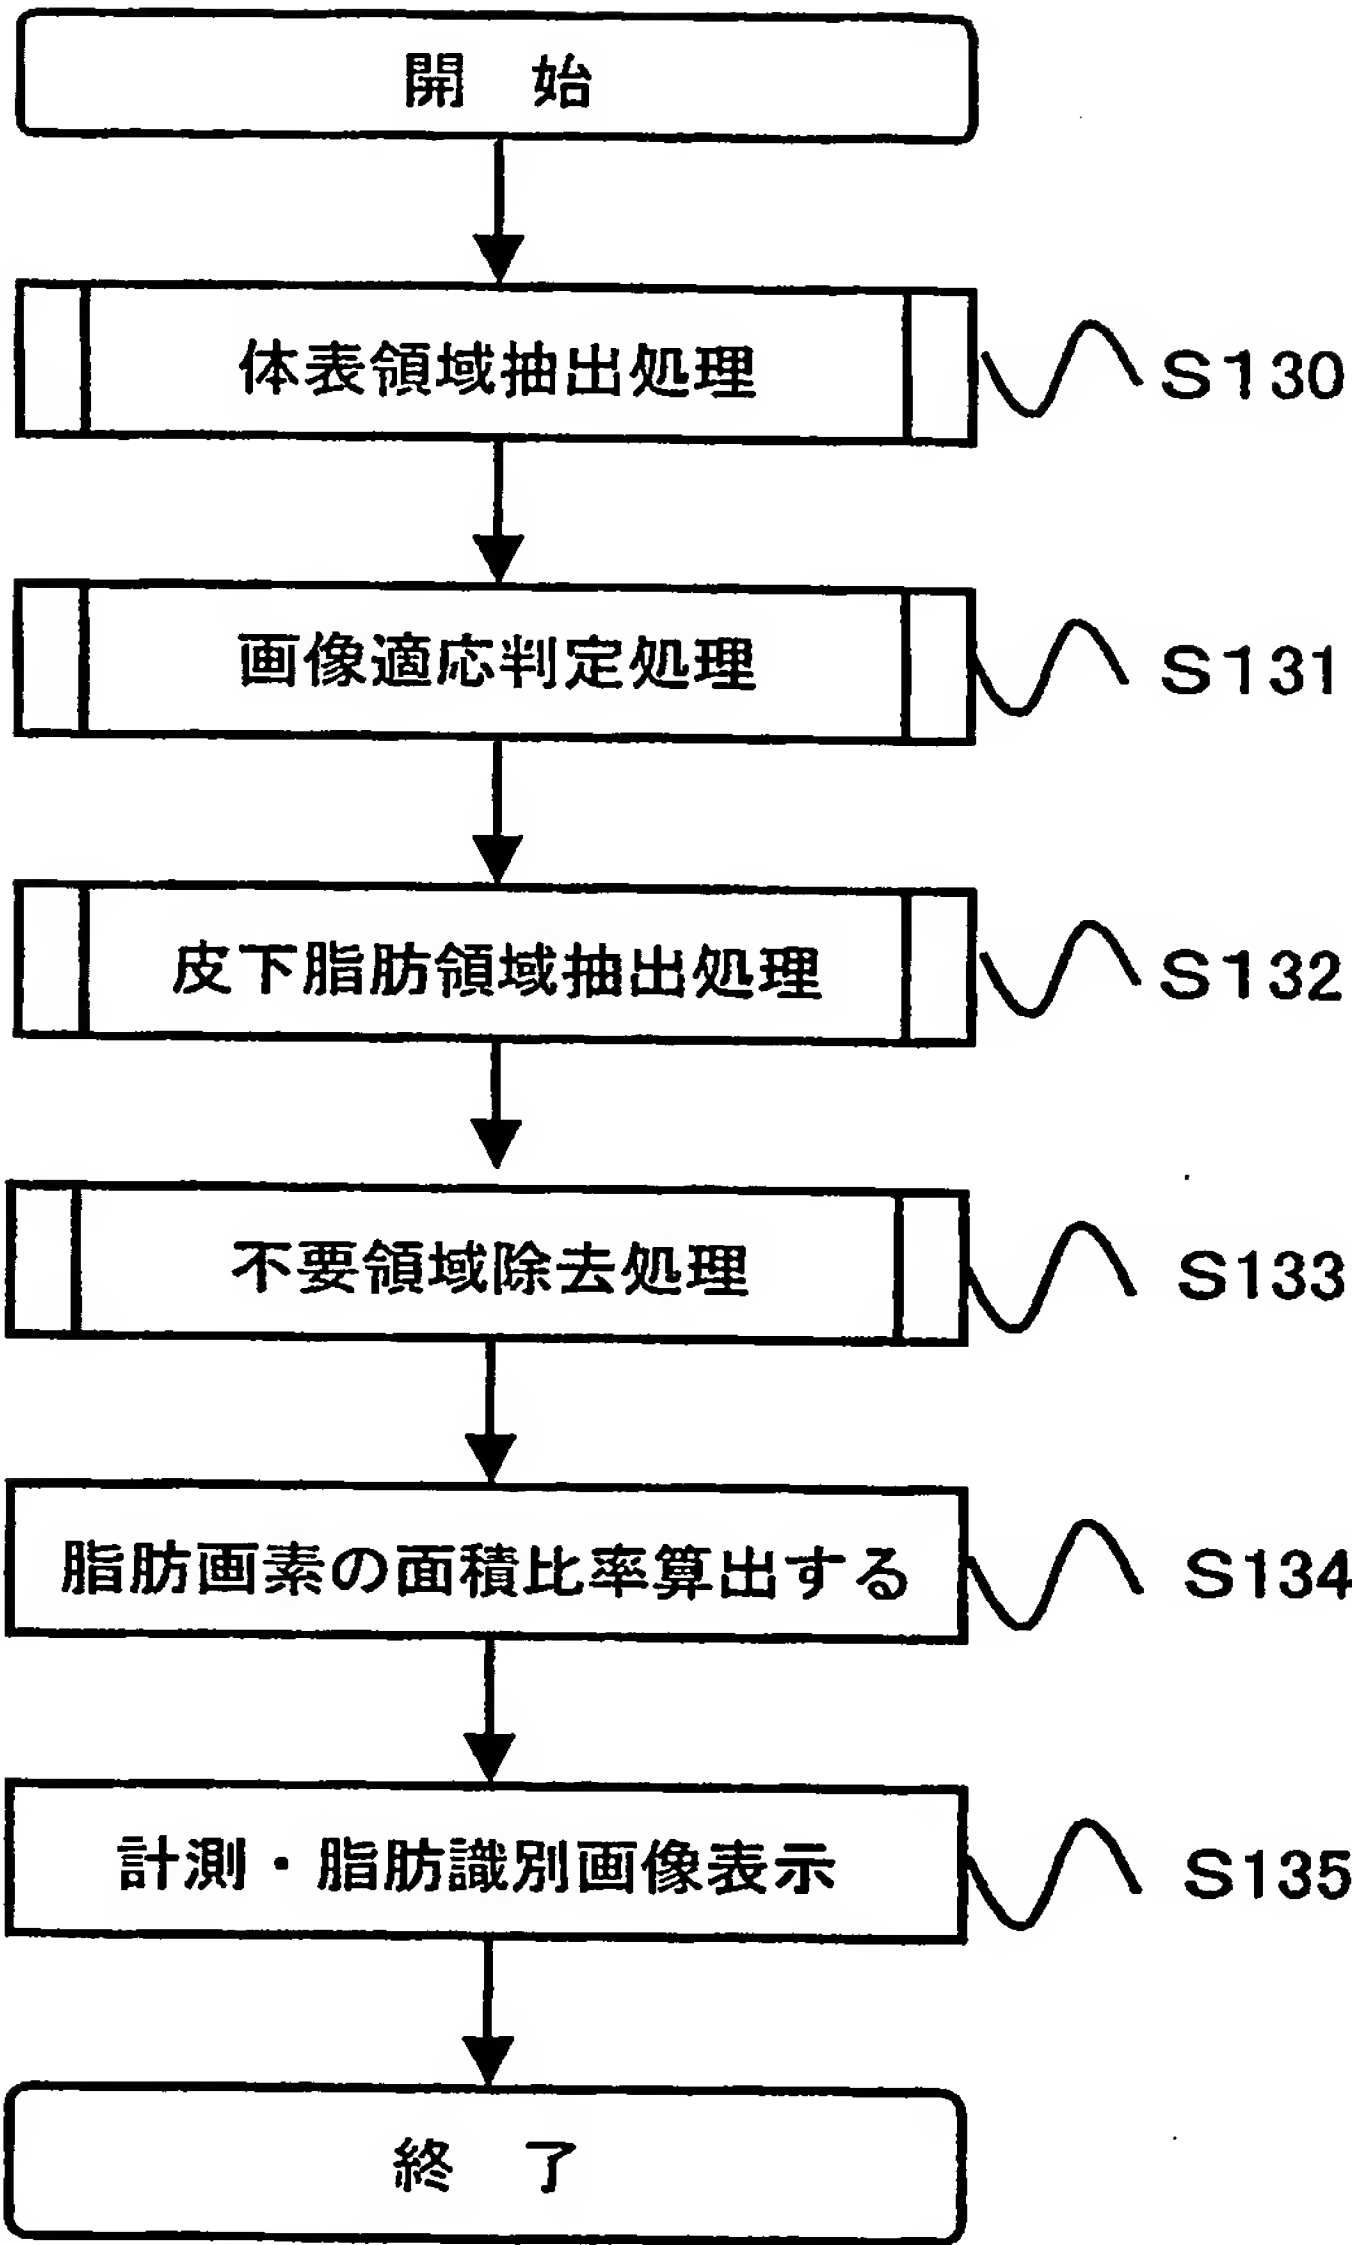 開 始
体表領域抽出処理 S130
画像適応判定処理 S131
皮下脂肪領域抽出処理 S132
不要領域除去処理 S133
脂肪画素の面積比率算出する S134
計測・脂肪識別画像表示 S135
終 了